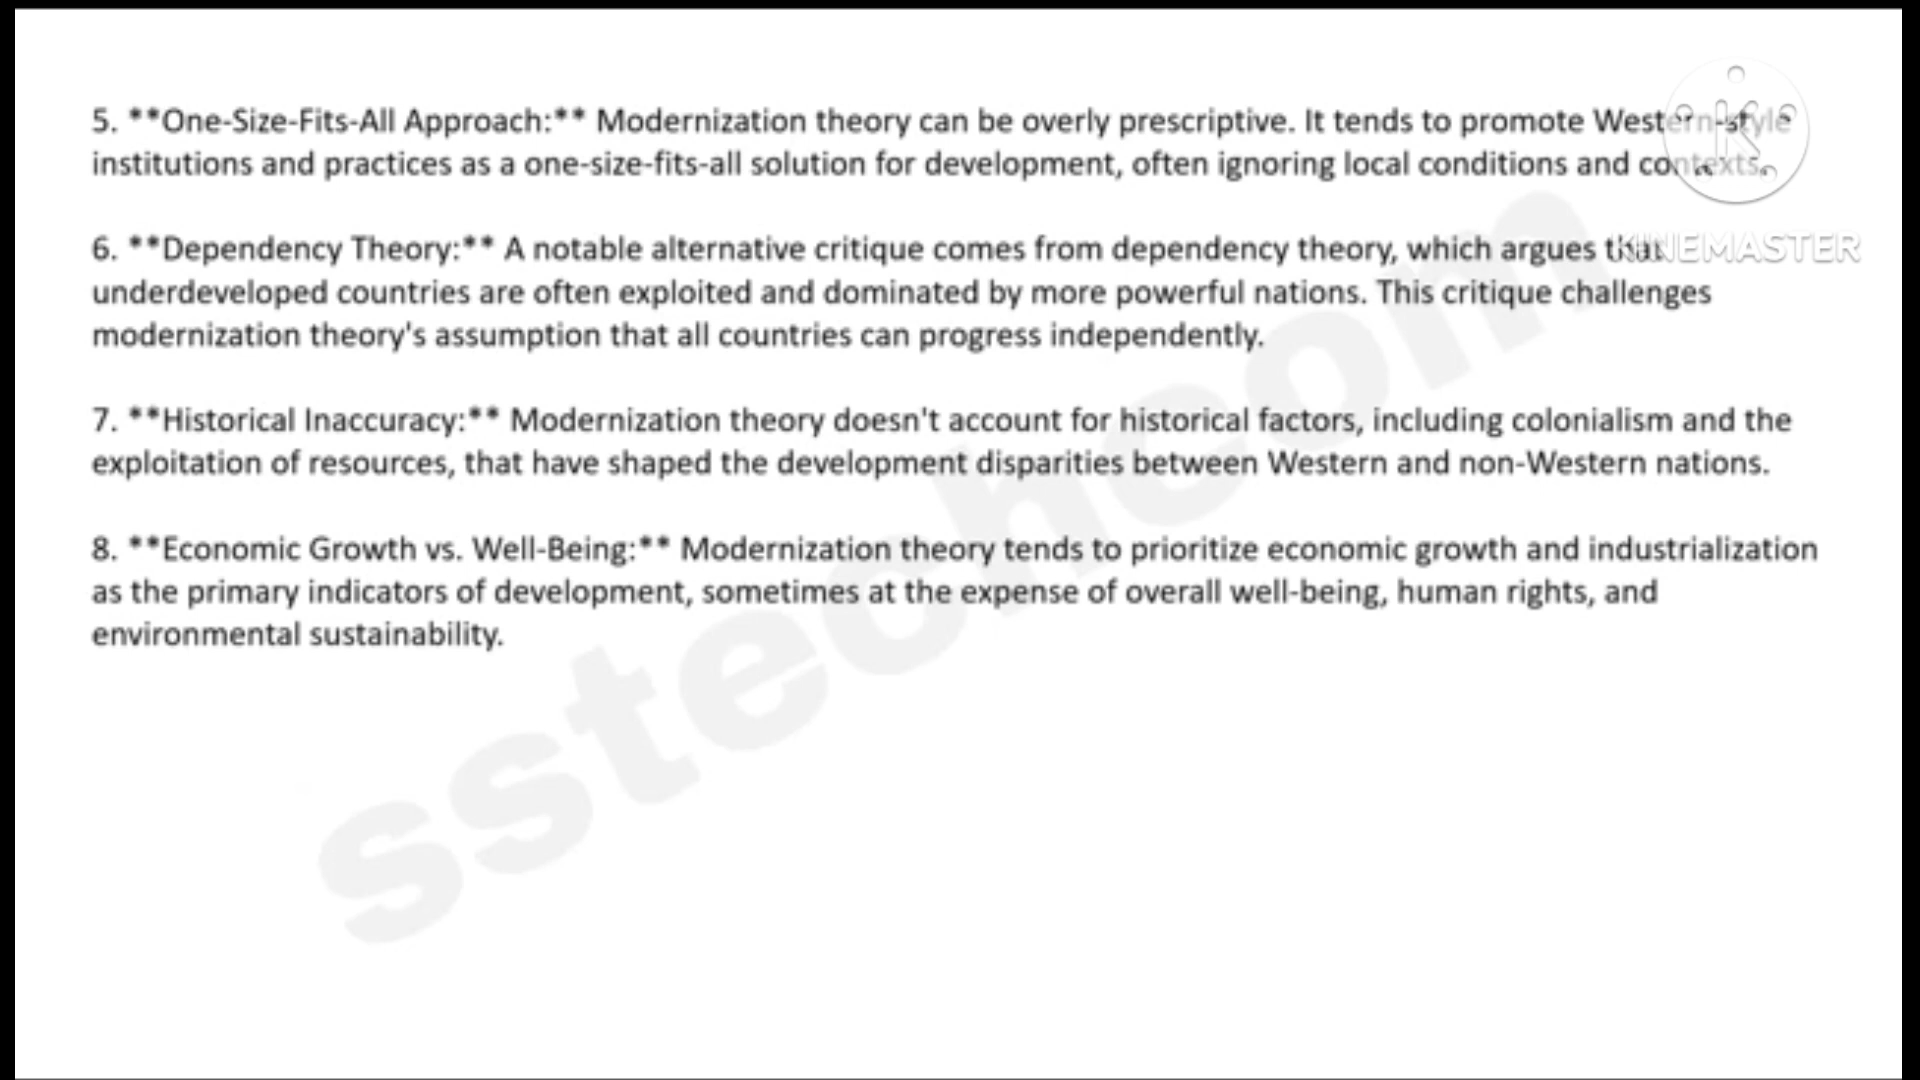 5. **One-Size-Fits-All Approach:** Modernization theory can be overly prescriptive. It tends to promote Western-style
institutions and practices as a one-size-fits-all solution for development, often ignoring local conditions and contexts.
6. **Dependency Theory:** A notable alternative critique comes from dependency theory, which argues that
underdeveloped countries are often exploited and dominated by more powerful nations. This critique challenges
modernization theory's assumption that all countries can progress independently.
7. **Historical Inaccuracy:** Modernization theory doesn't account for historical factors, including colonialism and the
exploitation of resources, that have shaped the development disparities between Western and non-Western nations.
8. **Economic Growth vs. Well-Being:** Modernization theory tends to prioritize economic growth and industrialization
as the primary indicators of development, sometimes at the expense of overall well-being, human rights, and
environmental sustainability.
K
KINEMASTER
sstechcom